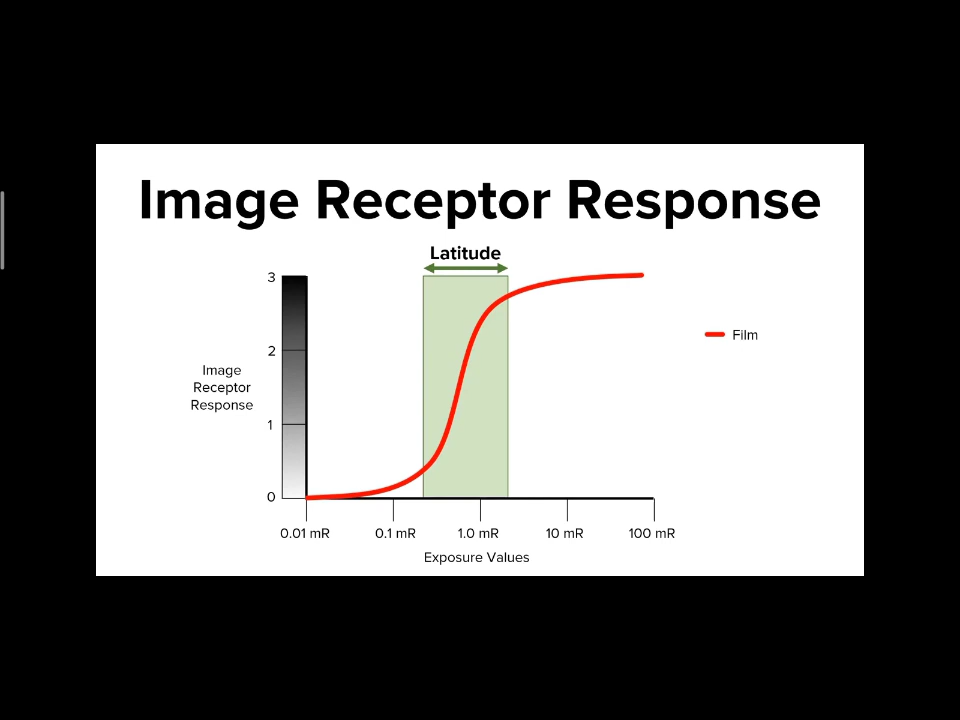 Image Receptor Response
Latitude
3
2
1
0
Image
Receptor
Response
Film
0.01 mR
0.1 mR
1.0 mR
10 mR
100 mR
Exposure Values